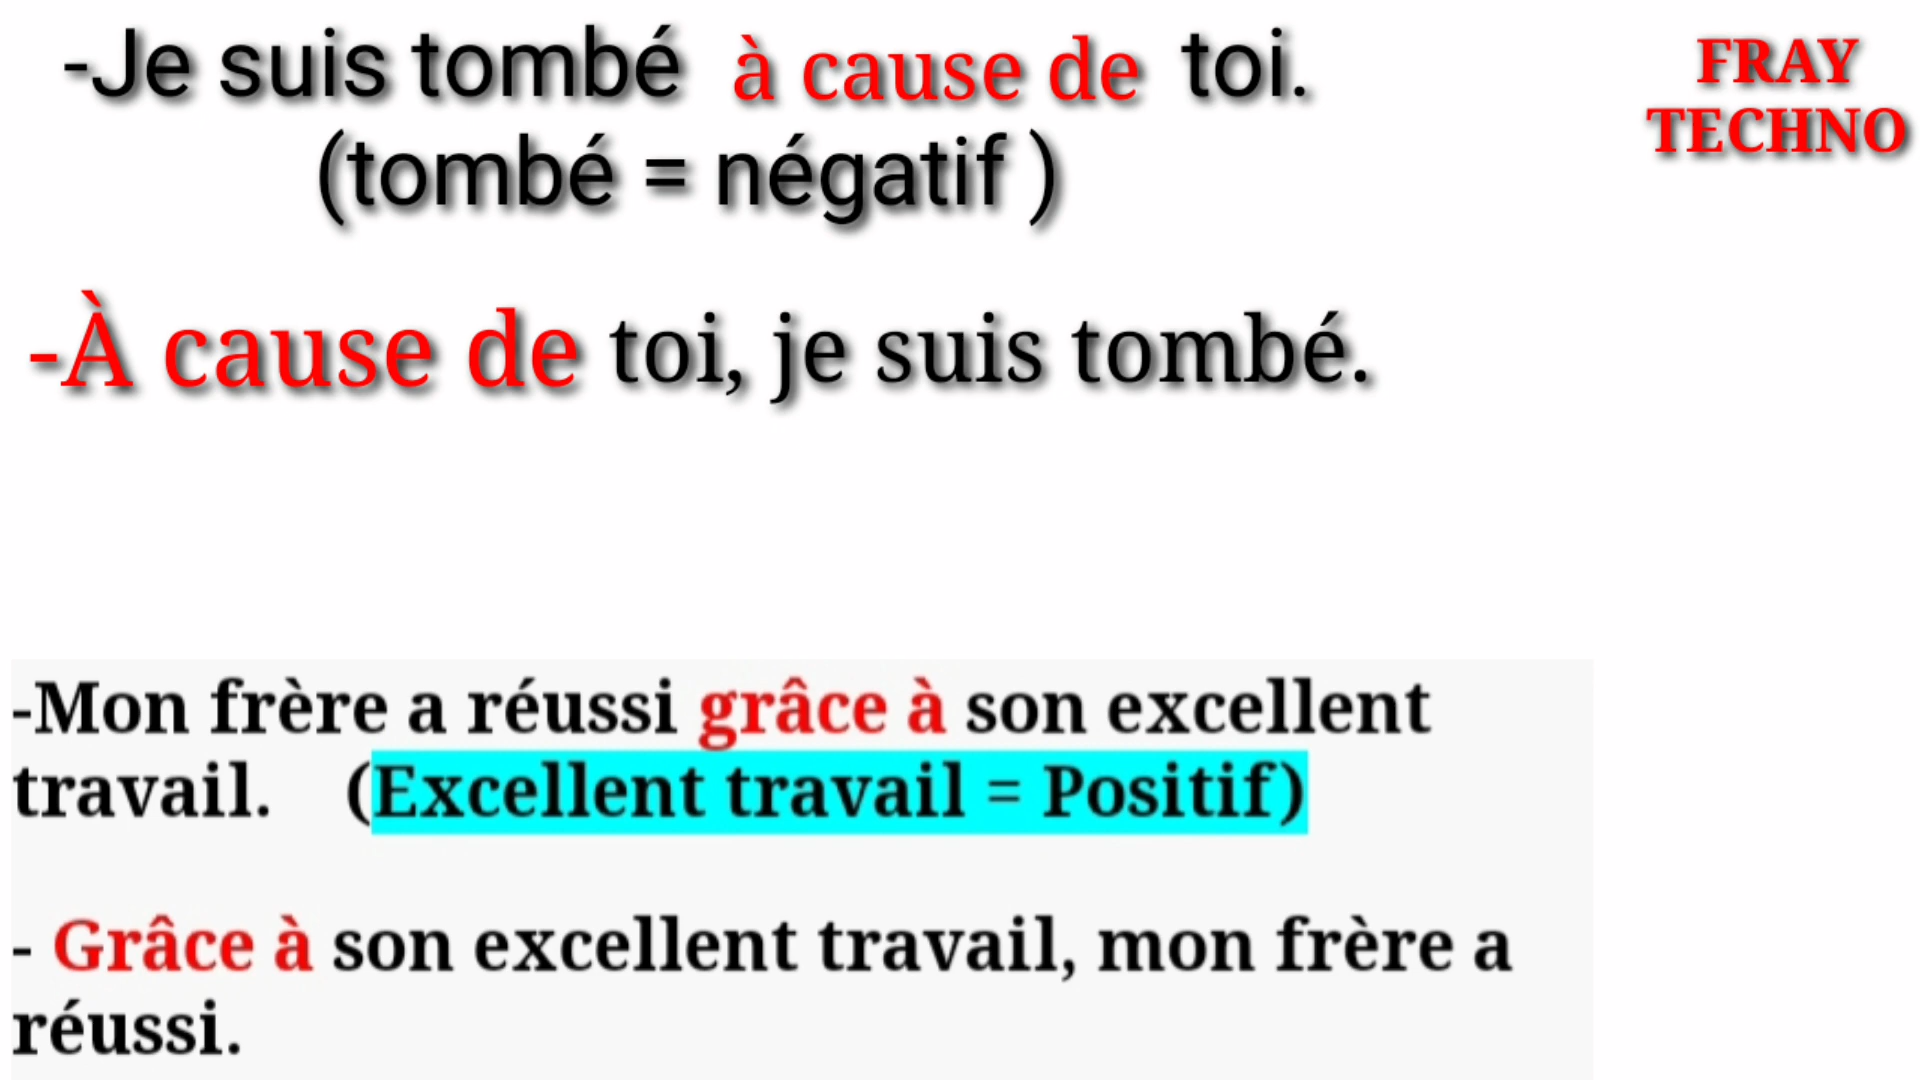 -Je suis tombé à cause de toi.
(tombé = négatif )
FRAY
TECHNO
-À cause de toi, je suis tombé.
-Mon frère a réussi grâce à son excellent
travail. (Excellent travail = Positif)
- Grâce à son excellent travail, mon frère a
réussi.